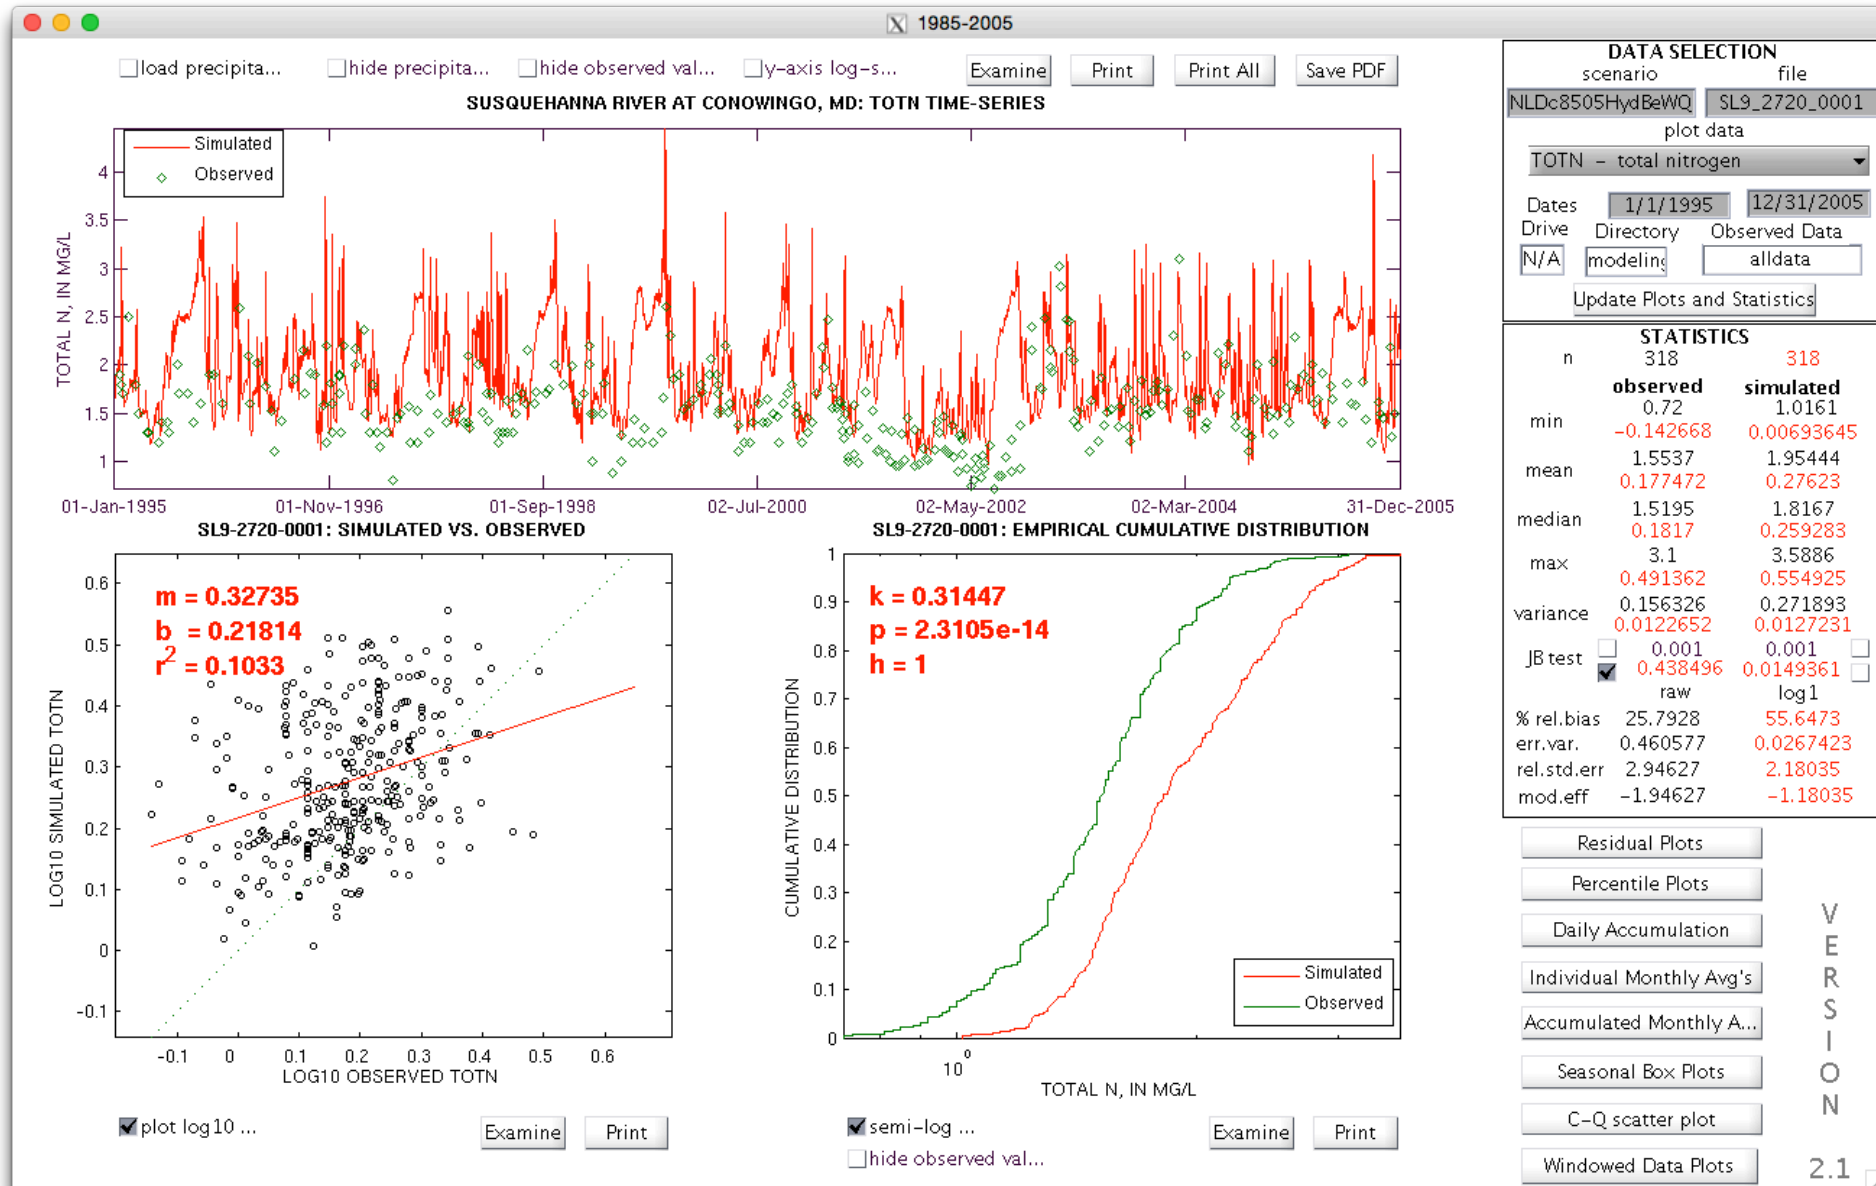 1985-2005
load precipita... hide precipita... hide observed val... y-axis log-s... Examine Print Print All Save PDF
SUSQUEHANNA RIVER AT CONOWINGO, MD: TOTN TIME-SERIES
Simulated
Observed
TOTAL N, IN MG/L
4
3.5
3
2.5
2
1.5
1
01-Jan-1995 01-Nov-1996 01-Sep-1998 02-Jul-2000 02-May-2002 02-Mar-2004 31-Dec-2005
SL9-2720-0001: SIMULATED VS. OBSERVED
m = 0.32735
b = 0.21814
r2 = 0.1033
LOG10 SIMULATED TOTN
0.6
0.5
0.4
0.3
0.2
0.1
0
-0.1
-0.1 0 0.1 0.2 0.3 0.4 0.5 0.6
LOG10 OBSERVED TOTN
plot log10 ... Examine Print
SL9-2720-0001: EMPIRICAL CUMULATIVE DISTRIBUTION
k = 0.31447
p = 2.3105e-14
h = 1
CUMULATIVE DISTRIBUTION
1
0.9
0.8
0.7
0.6
0.5
0.4
0.3
0.2
0.1
0
Simulated
Observed
10^0
TOTAL N, IN MG/L
semi-log ... Examine Print
hide observed val...
DATA SELECTION
scenario file
NLDc8505HydBeWQ SL9_2720_0001
plot data
TOTN - total nitrogen
Dates 1/1/1995 12/31/2005
Drive Directory Observed Data
N/A modeling alldata
Update Plots and Statistics
STATISTICS
n 318 318
observed simulated
min 0.72 1.0161
-0.142668 0.00693645
mean 1.5537 1.95444
0.177472 0.27623
median 1.5195 1.8167
0.1817 0.259283
max 3.1 3.5886
0.491362 0.554925
variance 0.156326 0.271893
0.0122652 0.0127231
JB test 0.001 0.001
0.438496 0.0149361
raw log1
% rel.bias 25.7928 55.6473
err.var. 0.460577 0.0267423
rel.std.err 2.94627 2.18035
mod.eff -1.94627 -1.18035
Residual Plots
Percentile Plots
Daily Accumulation
Individual Monthly Avg's
Accumulated Monthly A...
Seasonal Box Plots
C-Q scatter plot
Windowed Data Plots
VERSION
2.1